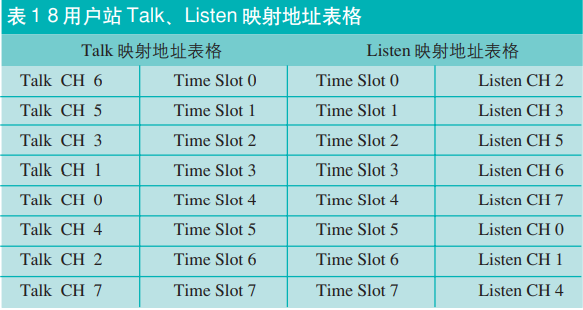 表1 8用户站 Talk、Listen 映射地址表格
Talk 映射地址表格 Listen 映射地址表格
Talk CH 6 Time Slot 0 Time Slot 0 Listen CH 2
Talk CH 5 Time Slot 1 Time Slot 1 Listen CH 3
Talk CH 3 Time Slot 2 Time Slot 2 Listen CH 5
Talk CH 1 Time Slot 3 Time Slot 3 Listen CH 6
Talk CH 0 Time Slot 4 Time Slot 4 Listen CH 7
Talk CH 4 Time Slot 5 Time Slot 5 Listen CH 0
Talk CH 2 Time Slot 6 Time Slot 6 Listen CH 1
Talk CH 7 Time Slot 7 Time Slot 7 Listen CH 4